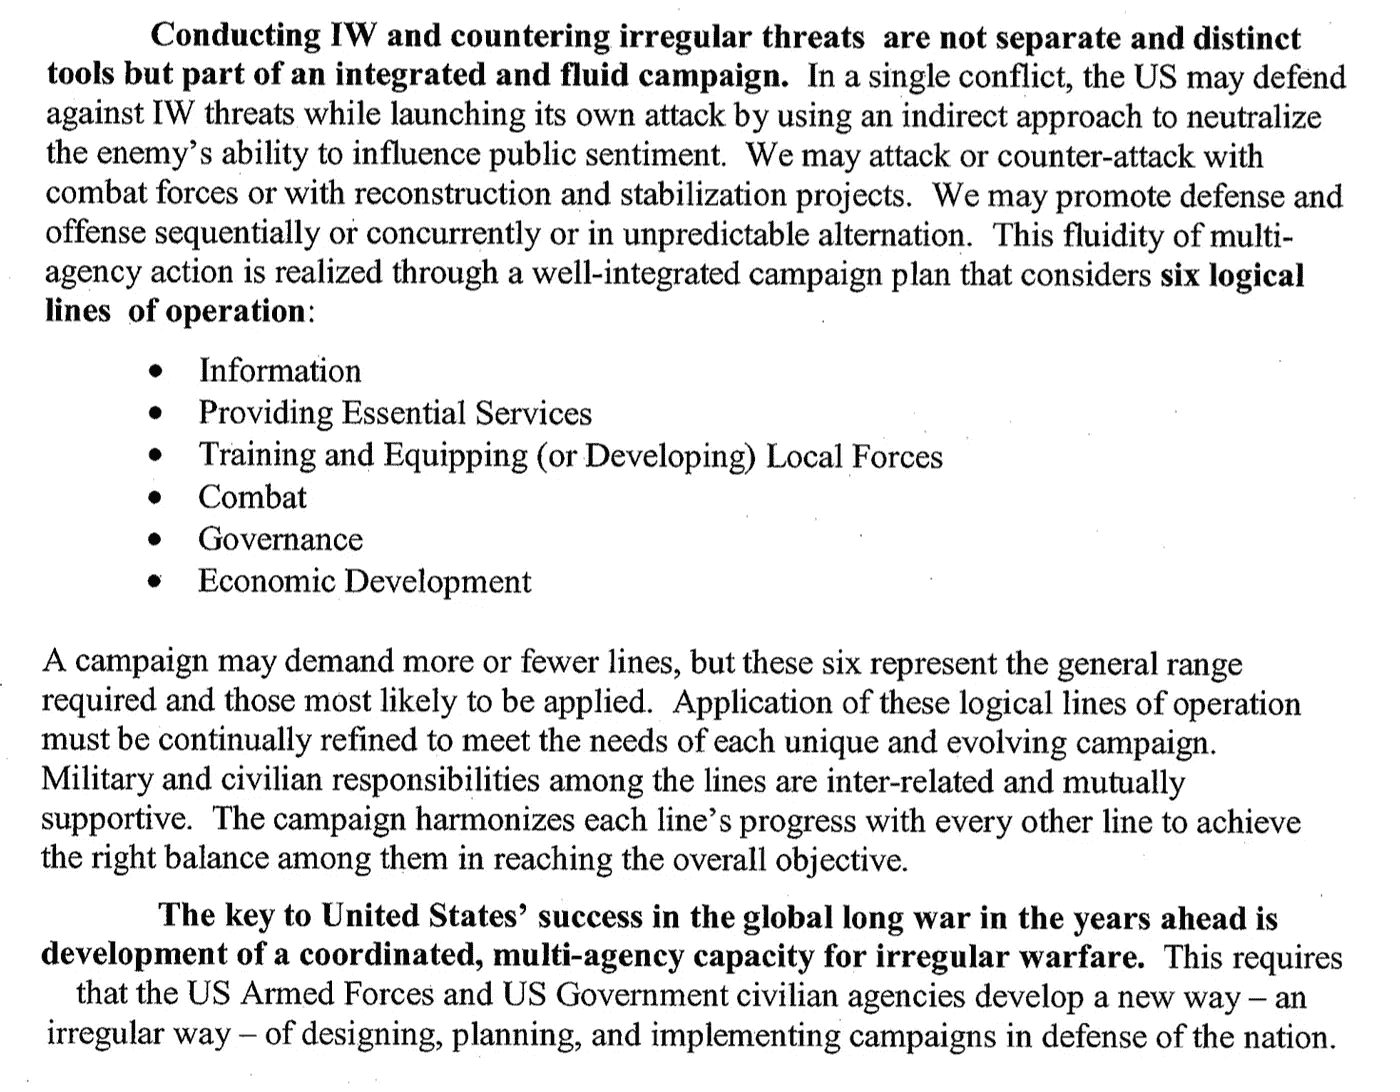 Conducting IW and countering irregular threats are not separate and distinct
tools but part of an integrated and fluid campaign. In a single conflict, the US may defend
against IW threats while launching its own attack by using an indirect approach to neutralize
the enemy's ability to influence public sentiment. We may attack or counter-attack with
combat forces or with reconstruction and stabilization projects. We may promote defense and
offense sequentially or concurrently or in unpredictable alternation. This fluidity of multi-
agency action is realized through a well-integrated campaign plan that considers six logical
lines of operation:
• Information
• Providing Essential Services
• Training and Equipping (or Developing) Local Forces
• Combat
• Governance
• Economic Development
A campaign may demand more or fewer lines, but these six represent the general range
required and those most likely to be applied. Application of these logical lines of operation
must be continually refined to meet the needs of each unique and evolving campaign.
Military and civilian responsibilities among the lines are inter-related and mutually
supportive. The campaign harmonizes each line's progress with every other line to achieve
the right balance among them in reaching the overall objective.
The key to United States' success in the global long war in the years ahead is
development of a coordinated, multi-agency capacity for irregular warfare. This requires
that the US Armed Forces and US Government civilian agencies develop a new way – an
irregular way – of designing, planning, and implementing campaigns in defense of the nation.